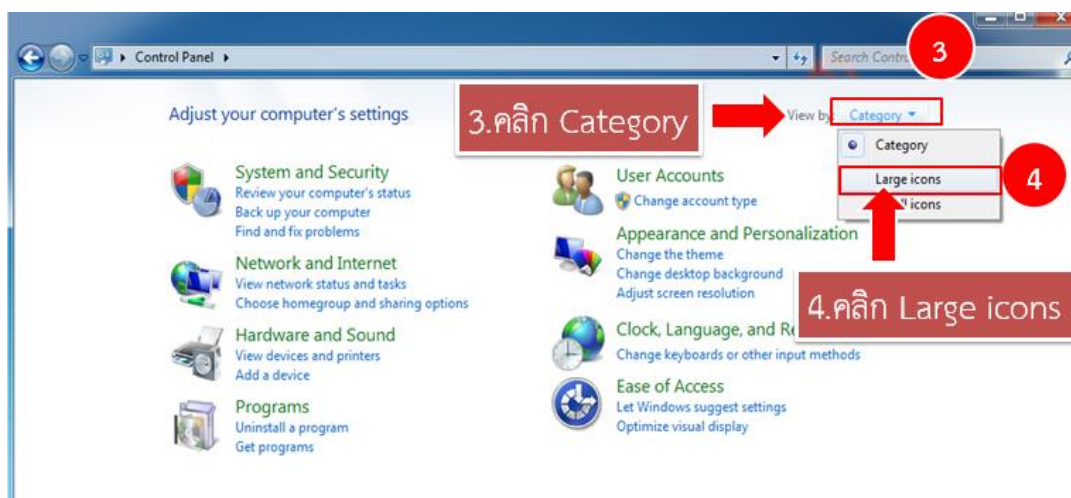 Control Panel
Search Contr
3
Adjust your computer's settings
3.คลิก Category
View by:
Category
Category
Large icons
4
icons
4.คลิก Large icons
System and Security
Review your computer's status
Back up your computer
Find and fix problems
Network and Internet
View network status and tasks
Choose homegroup and sharing options
Hardware and Sound
View devices and printers
Add a device
Programs
Uninstall a program
Get programs
User Accounts
Change account type
Appearance and Personalization
Change the theme
Change desktop background
Adjust screen resolution
Clock, Language, and Re
Change keyboards or other input methods
Ease of Access
Let Windows suggest settings
Optimize visual display